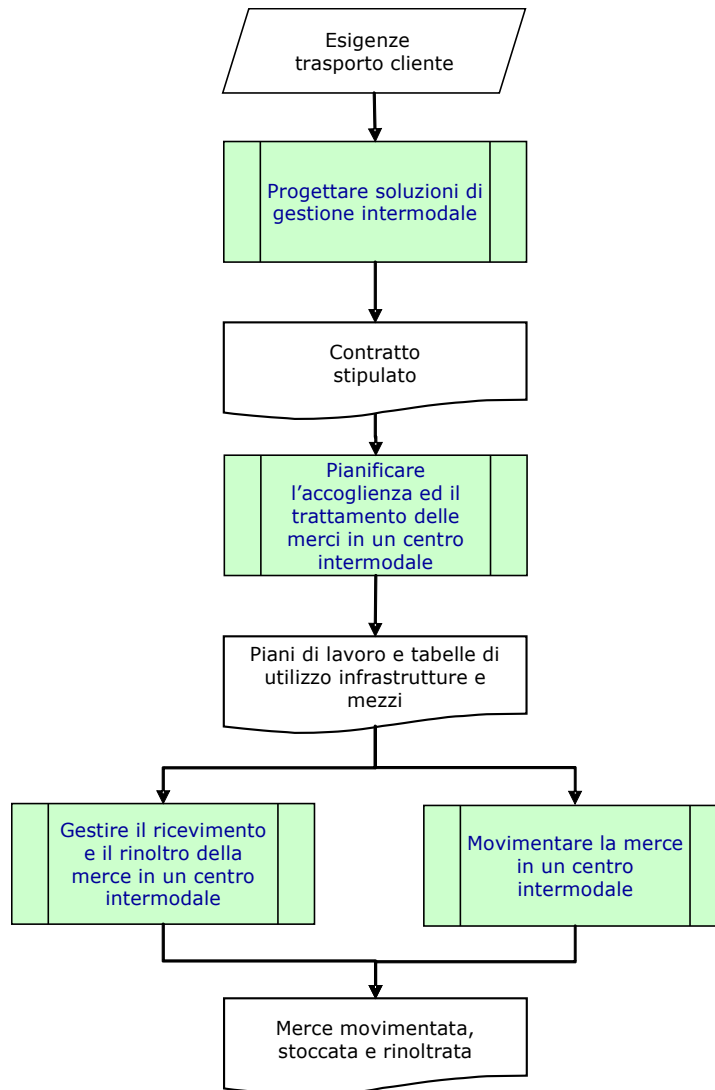 Esigenze
trasporto cliente
Progettare soluzioni di
gestione intermodale
Contratto
stipulato
Pianificare
l’accoglienza ed il
trattamento delle
merci in un centro
intermodale
Piani di lavoro e tabelle di
utilizzo infrastrutture e
mezzi
Gestire il ricevimento
e il rinoltro della
merce in un centro
intermodale
Movimentare la merce
in un centro
intermodale
Merce movimentata,
stoccata e rinoltrata